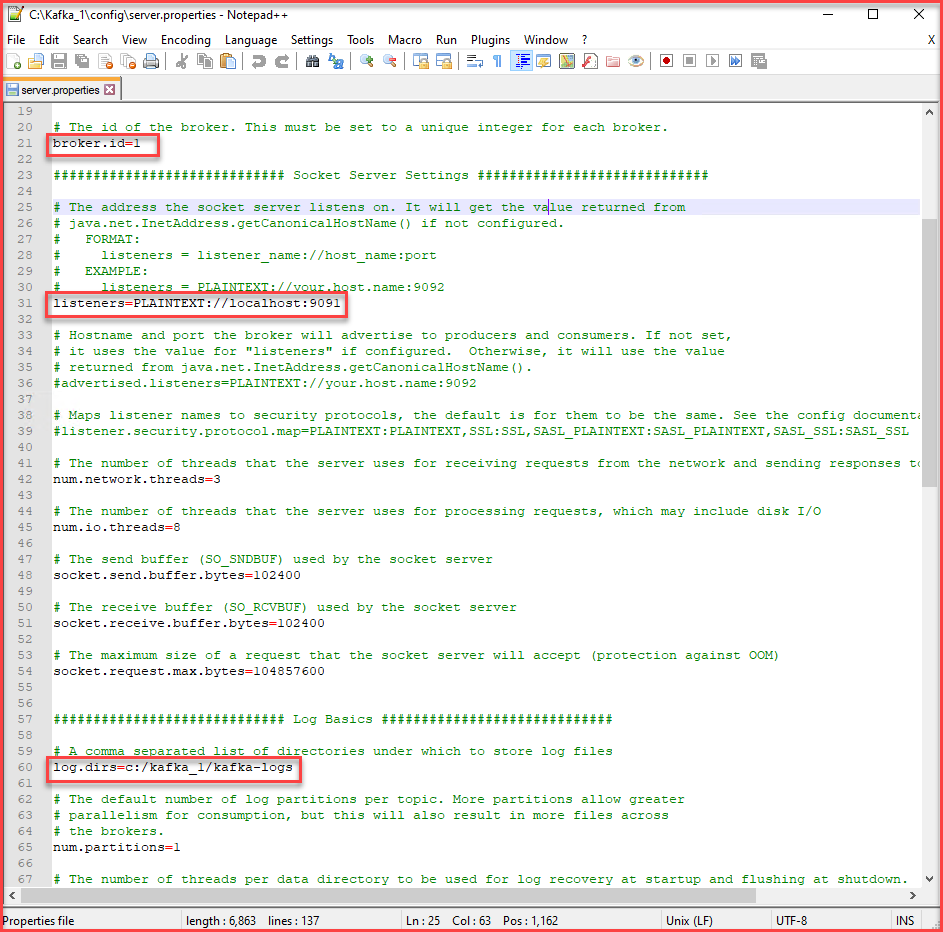 C:\Kafka_1\config\server.properties - Notepad++
File Edit Search View Encoding Language Settings Tools Macro Run Plugins Window ? X
server.properties
19
20 # The id of the broker. This must be set to a unique integer for each broker.
21 broker.id=1
22
23 ############################# Socket Server Settings #############################
24
25 # The address the socket server listens on. It will get the value returned from
26 # java.net.InetAddress.getCanonicalHostName() if not configured.
27 #   FORMAT:
28 #     listeners = listener_name://host_name:port
29 #   EXAMPLE:
30 #     listeners = PLAINTEXT://your.host.name:9092
31 listeners=PLAINTEXT://localhost:9091
32
33 # Hostname and port the broker will advertise to producers and consumers. If not set,
34 # it uses the value for "listeners" if configured.  Otherwise, it will use the value
35 # returned from java.net.InetAddress.getCanonicalHostName().
36 #advertised.listeners=PLAINTEXT://your.host.name:9092
37
38 # Maps listener names to security protocols, the default is for them to be the same. See the config documenta
39 #listener.security.protocol.map=PLAINTEXT:PLAINTEXT,SSL:SSL,SASL_PLAINTEXT:SASL_PLAINTEXT,SASL_SSL:SASL_SSL
40
41 # The number of threads that the server uses for receiving requests from the network and sending responses to
42 num.network.threads=3
43
44 # The number of threads that the server uses for processing requests, which may include disk I/O
45 num.io.threads=8
46
47 # The send buffer (SO_SNDBUF) used by the socket server
48 socket.send.buffer.bytes=102400
49
50 # The receive buffer (SO_RCVBUF) used by the socket server
51 socket.receive.buffer.bytes=102400
52
53 # The maximum size of a request that the socket server will accept (protection against OOM)
54 socket.request.max.bytes=104857600
55
56
57 ############################# Log Basics #############################
58
59 # A comma separated list of directories under which to store log files
60 log.dirs=c:/kafka_1/kafka-logs
61
62 # The default number of log partitions per topic. More partitions allow greater
63 # parallelism for consumption, but this will also result in more files across
64 # the brokers.
65 num.partitions=1
66
67 # The number of threads per data directory to be used for log recovery at startup and flushing at shutdown.
Properties file length : 6,863 lines : 137 Ln : 25 Col : 63 Pos : 1,162 Unix (LF) UTF-8 INS